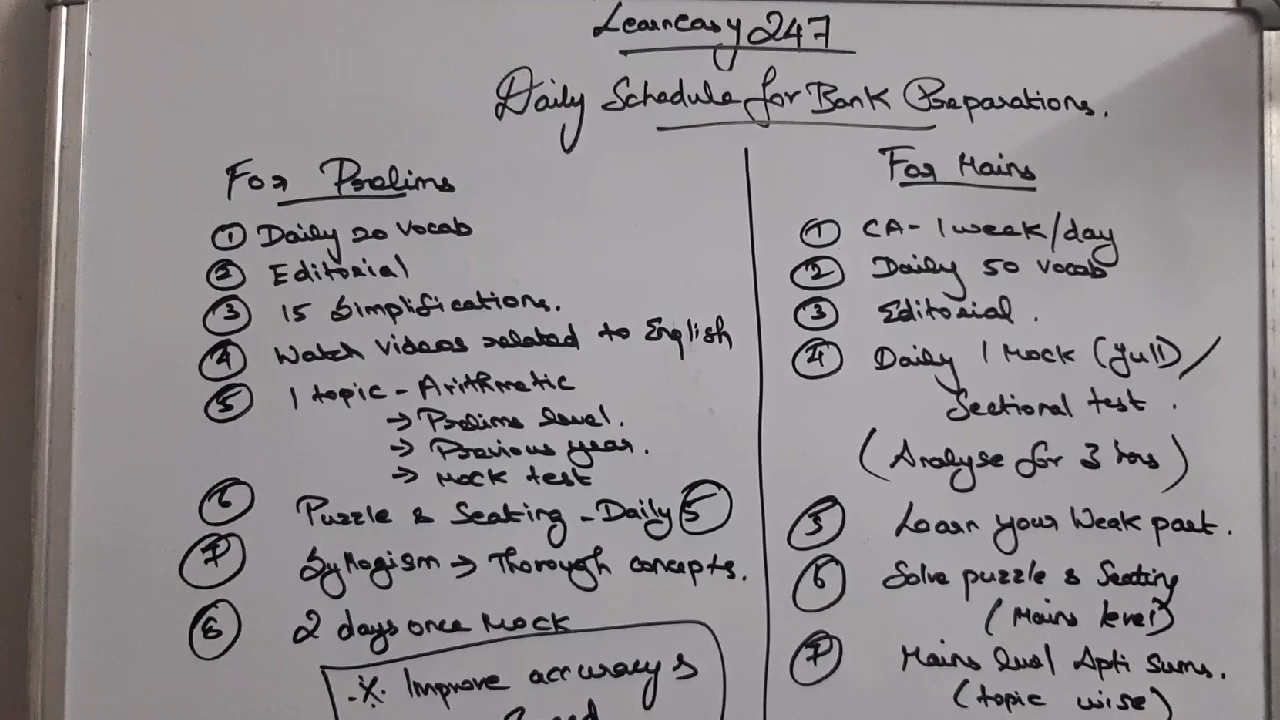 Learneasy 247
Daily Schedule for Bank Preparations.
For Prelims
① Daily 20 vocab
② Editorial
③ 15 Simplifications.
④ Watch videos related to English
⑤ 1 topic - Arithmetic
→ Prelims level.
→ Previous year.
→ Mock test
⑥ Puzzle & Seating - Daily ⑤
⑦ Syllogism → Thorough concepts.
⑧ 2 days once Mock
※ Improve accuracy &
Speed
For Mains
① CA - 1 week/day
② Daily 50 vocab
③ Editorial.
④ Daily 1 Mock (full) /
Sectional test.
(Analyse for 3 hrs)
⑤ Learn your Weak part.
⑥ Solve puzzle & Seating
(Mains level)
⑦ Mains level Apti sums.
(topic wise)